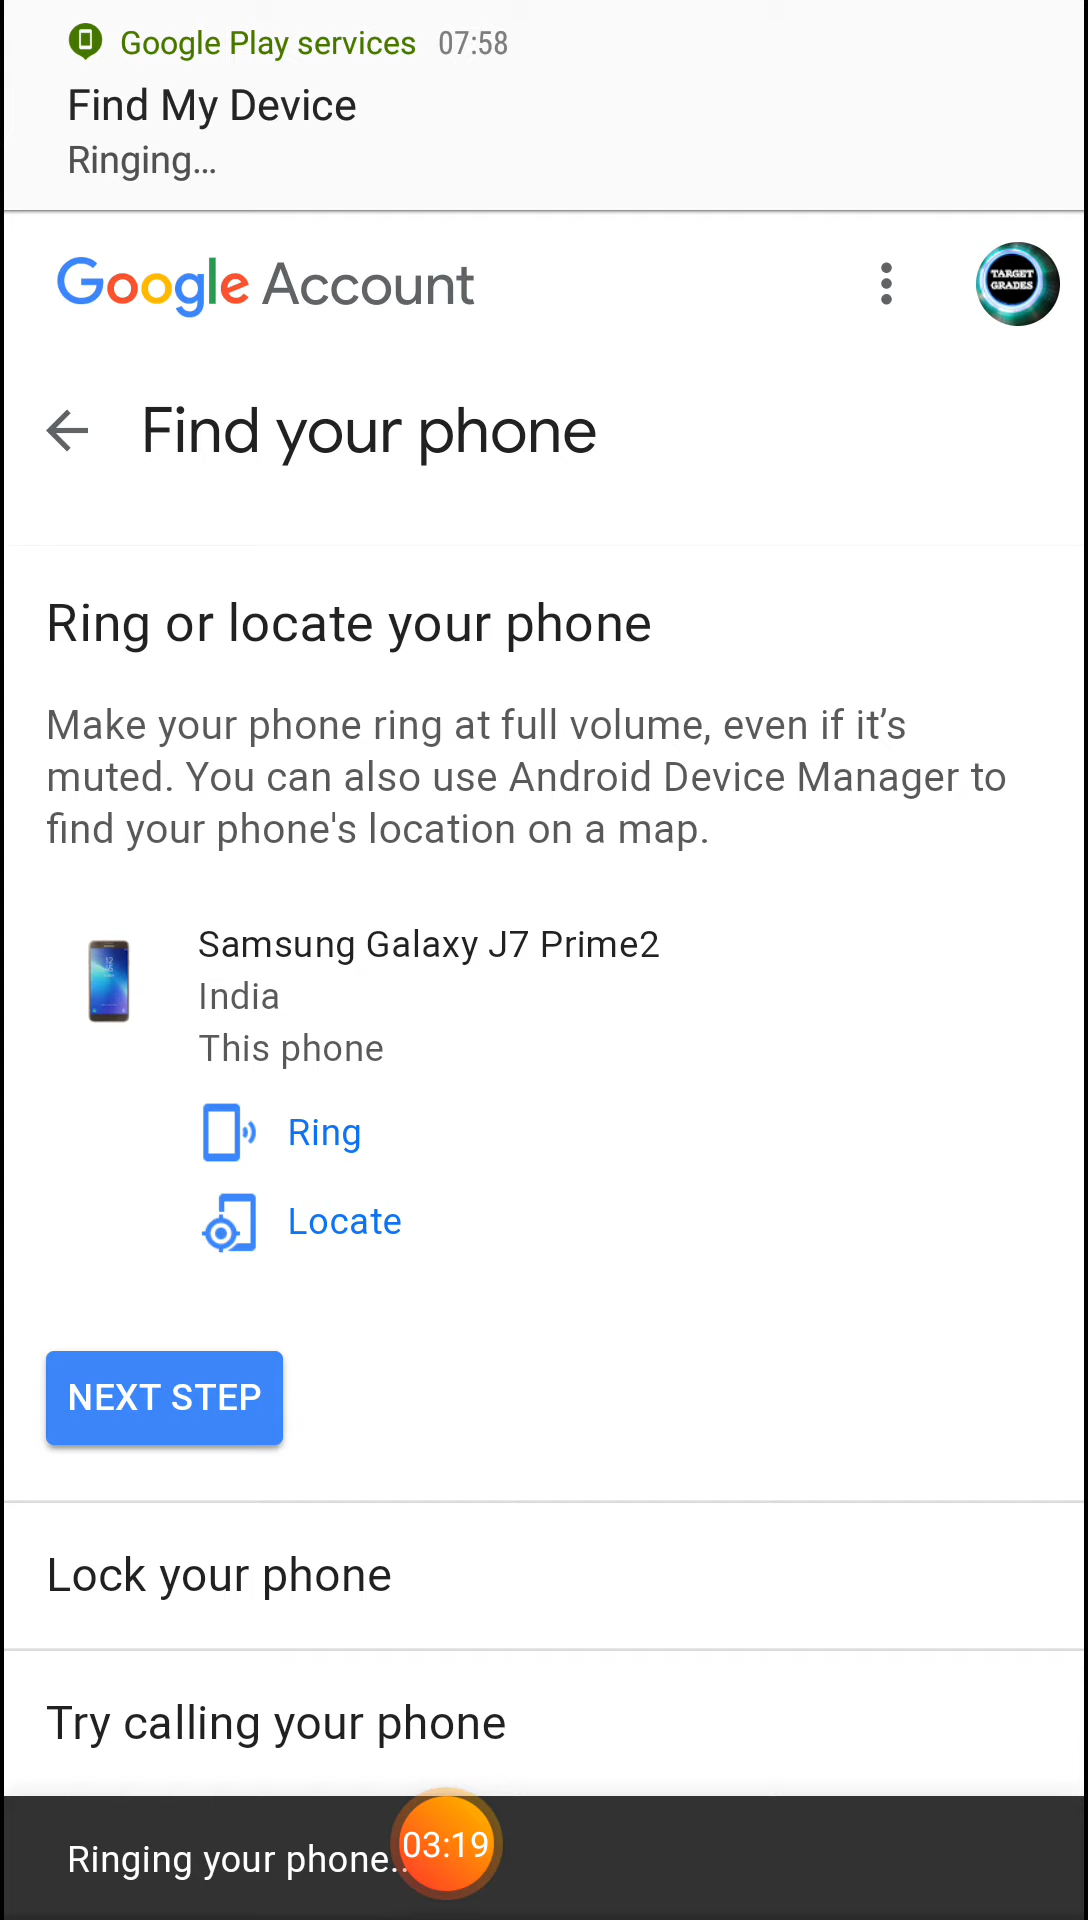 Google Play services 07:58
Find My Device
Ringing...
Google Account
TARGET
GRADES
Find your phone
Ring or locate your phone
Make your phone ring at full volume, even if it’s
muted. You can also use Android Device Manager to
find your phone's location on a map.
Samsung Galaxy J7 Prime2
India
This phone
Ring
Locate
NEXT STEP
Lock your phone
Try calling your phone
Ringing your phone..
03:19